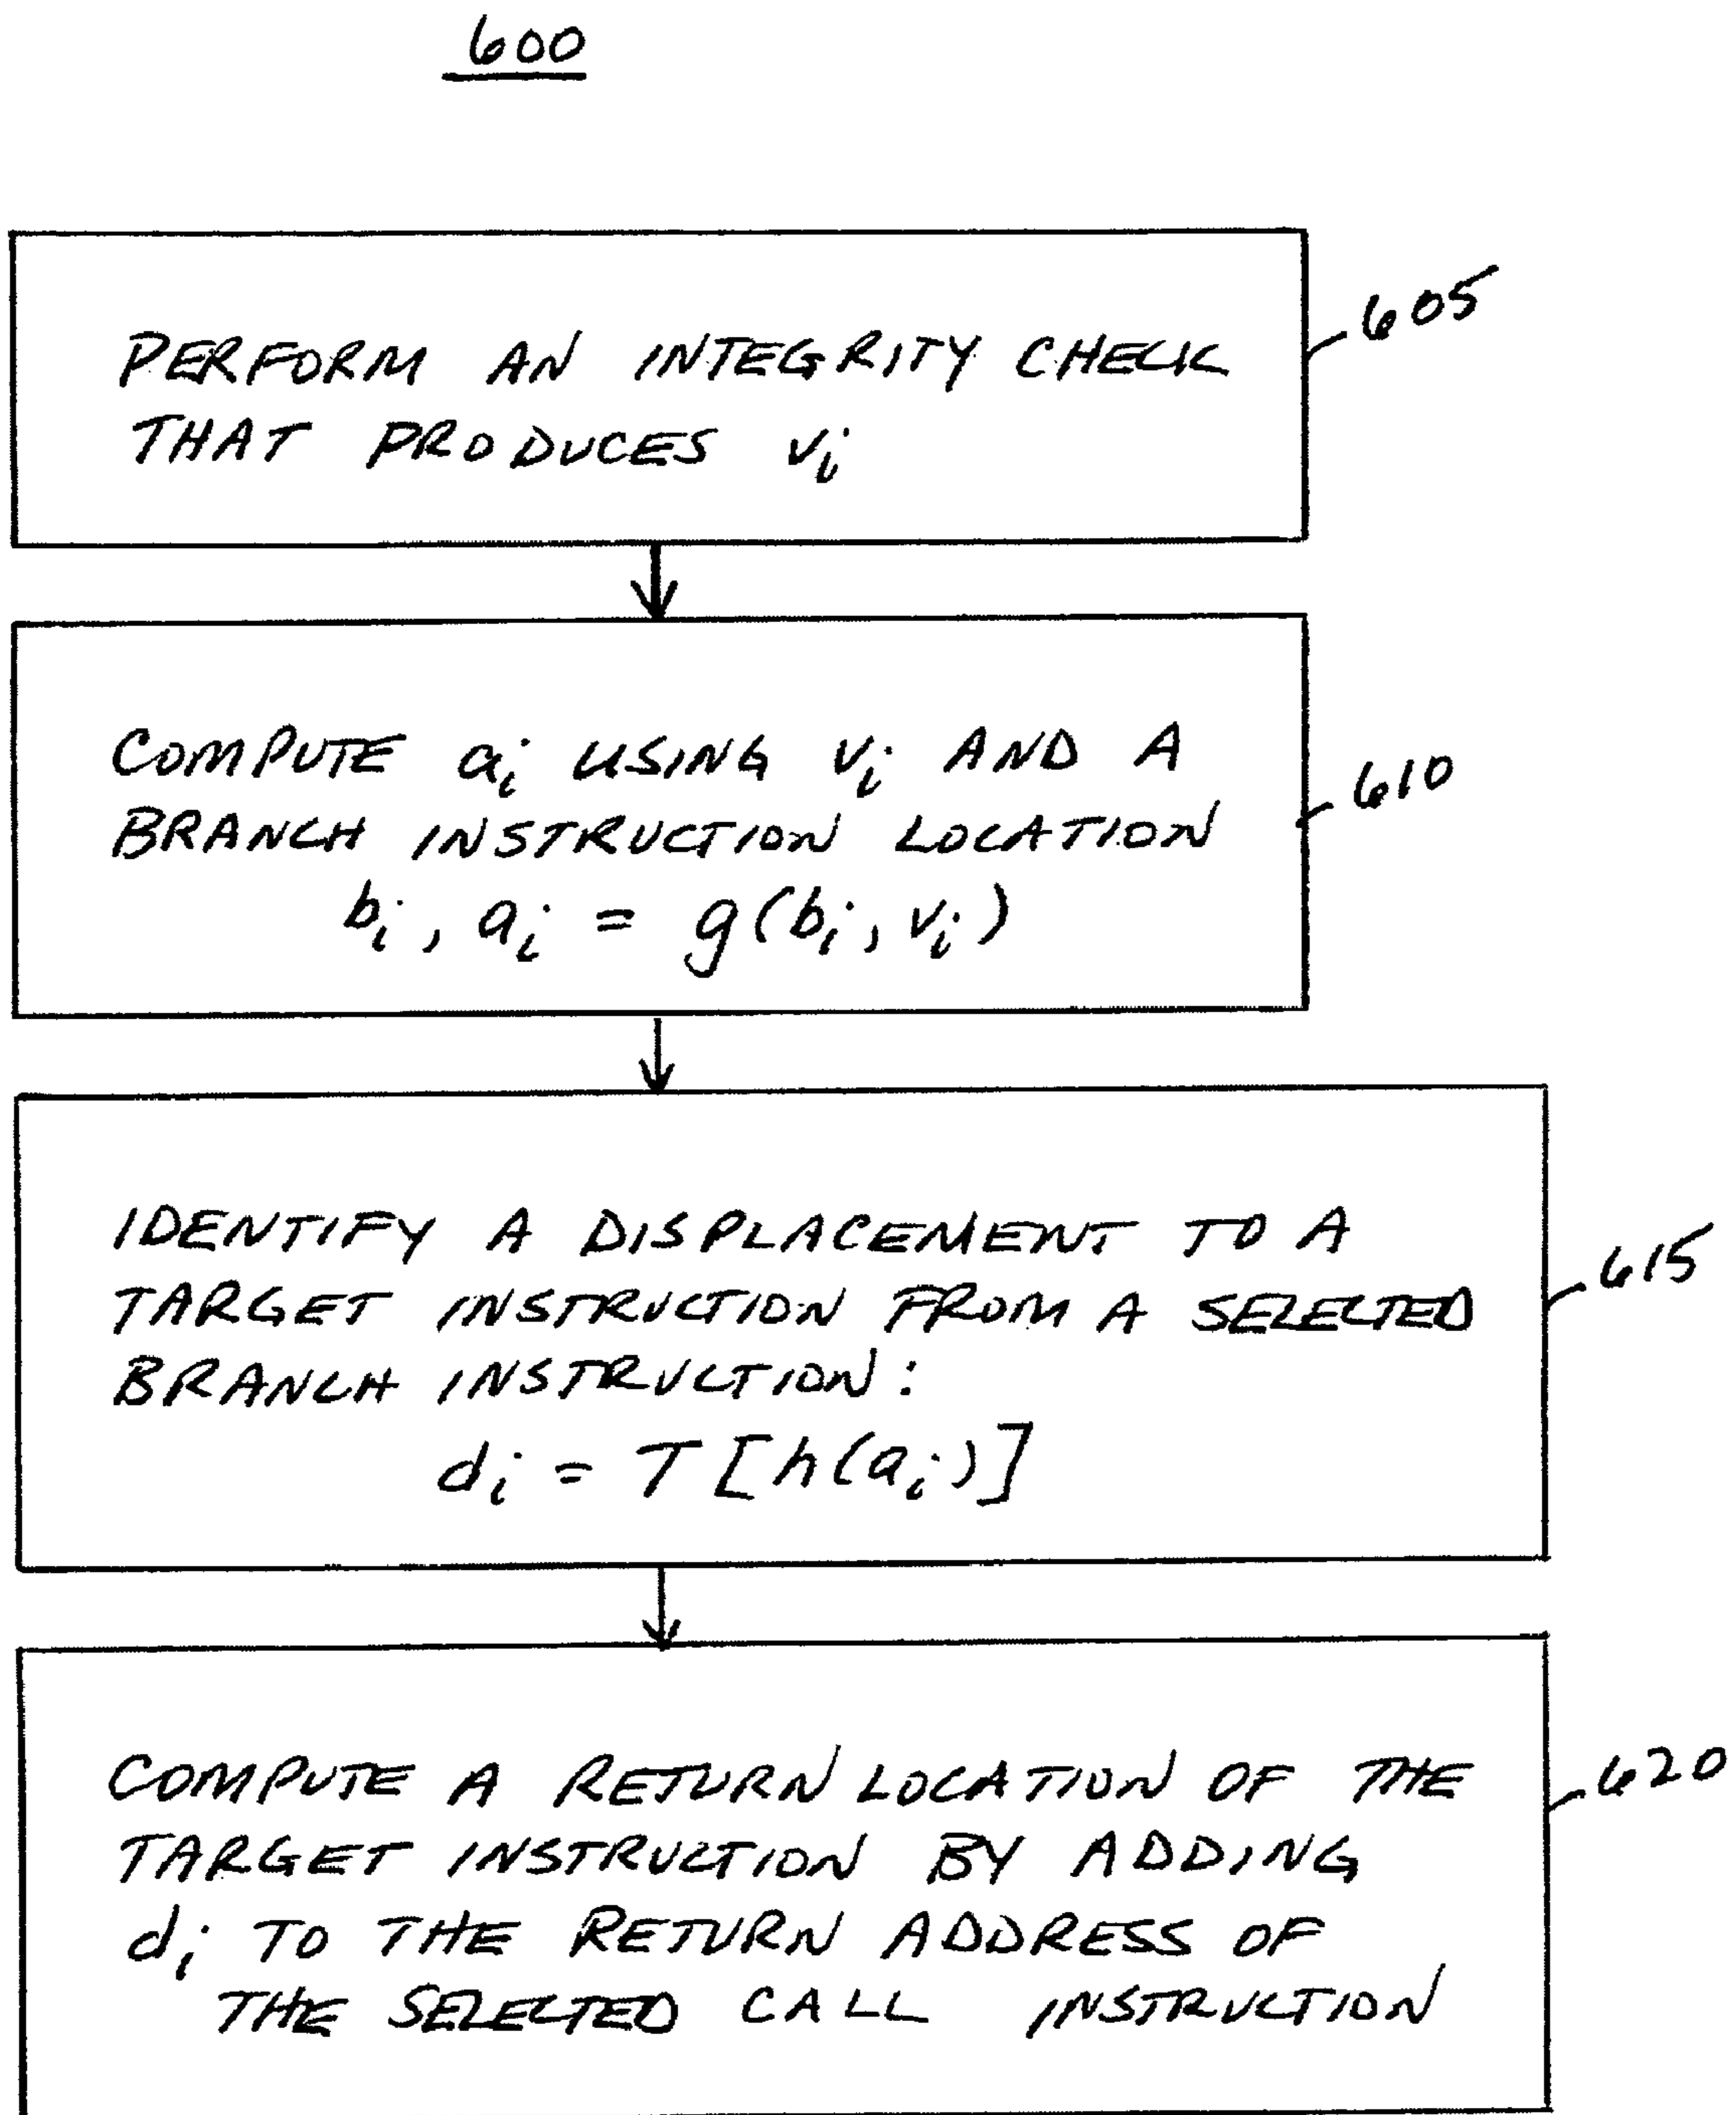 600
PERFORM AN INTEGRITY CHECK
THAT PRODUCES vᵢ
605
COMPUTE aᵢ USING vᵢ AND A
BRANCH INSTRUCTION LOCATION
bᵢ, aᵢ = g(bᵢ, vᵢ)
610
IDENTIFY A DISPLACEMENT TO A
TARGET INSTRUCTION FROM A SELECTED
BRANCH INSTRUCTION:
dᵢ = T[h(aᵢ)]
615
COMPUTE A RETURN LOCATION OF THE
TARGET INSTRUCTION BY ADDING
dᵢ TO THE RETURN ADDRESS OF
THE SELECTED CALL INSTRUCTION
620